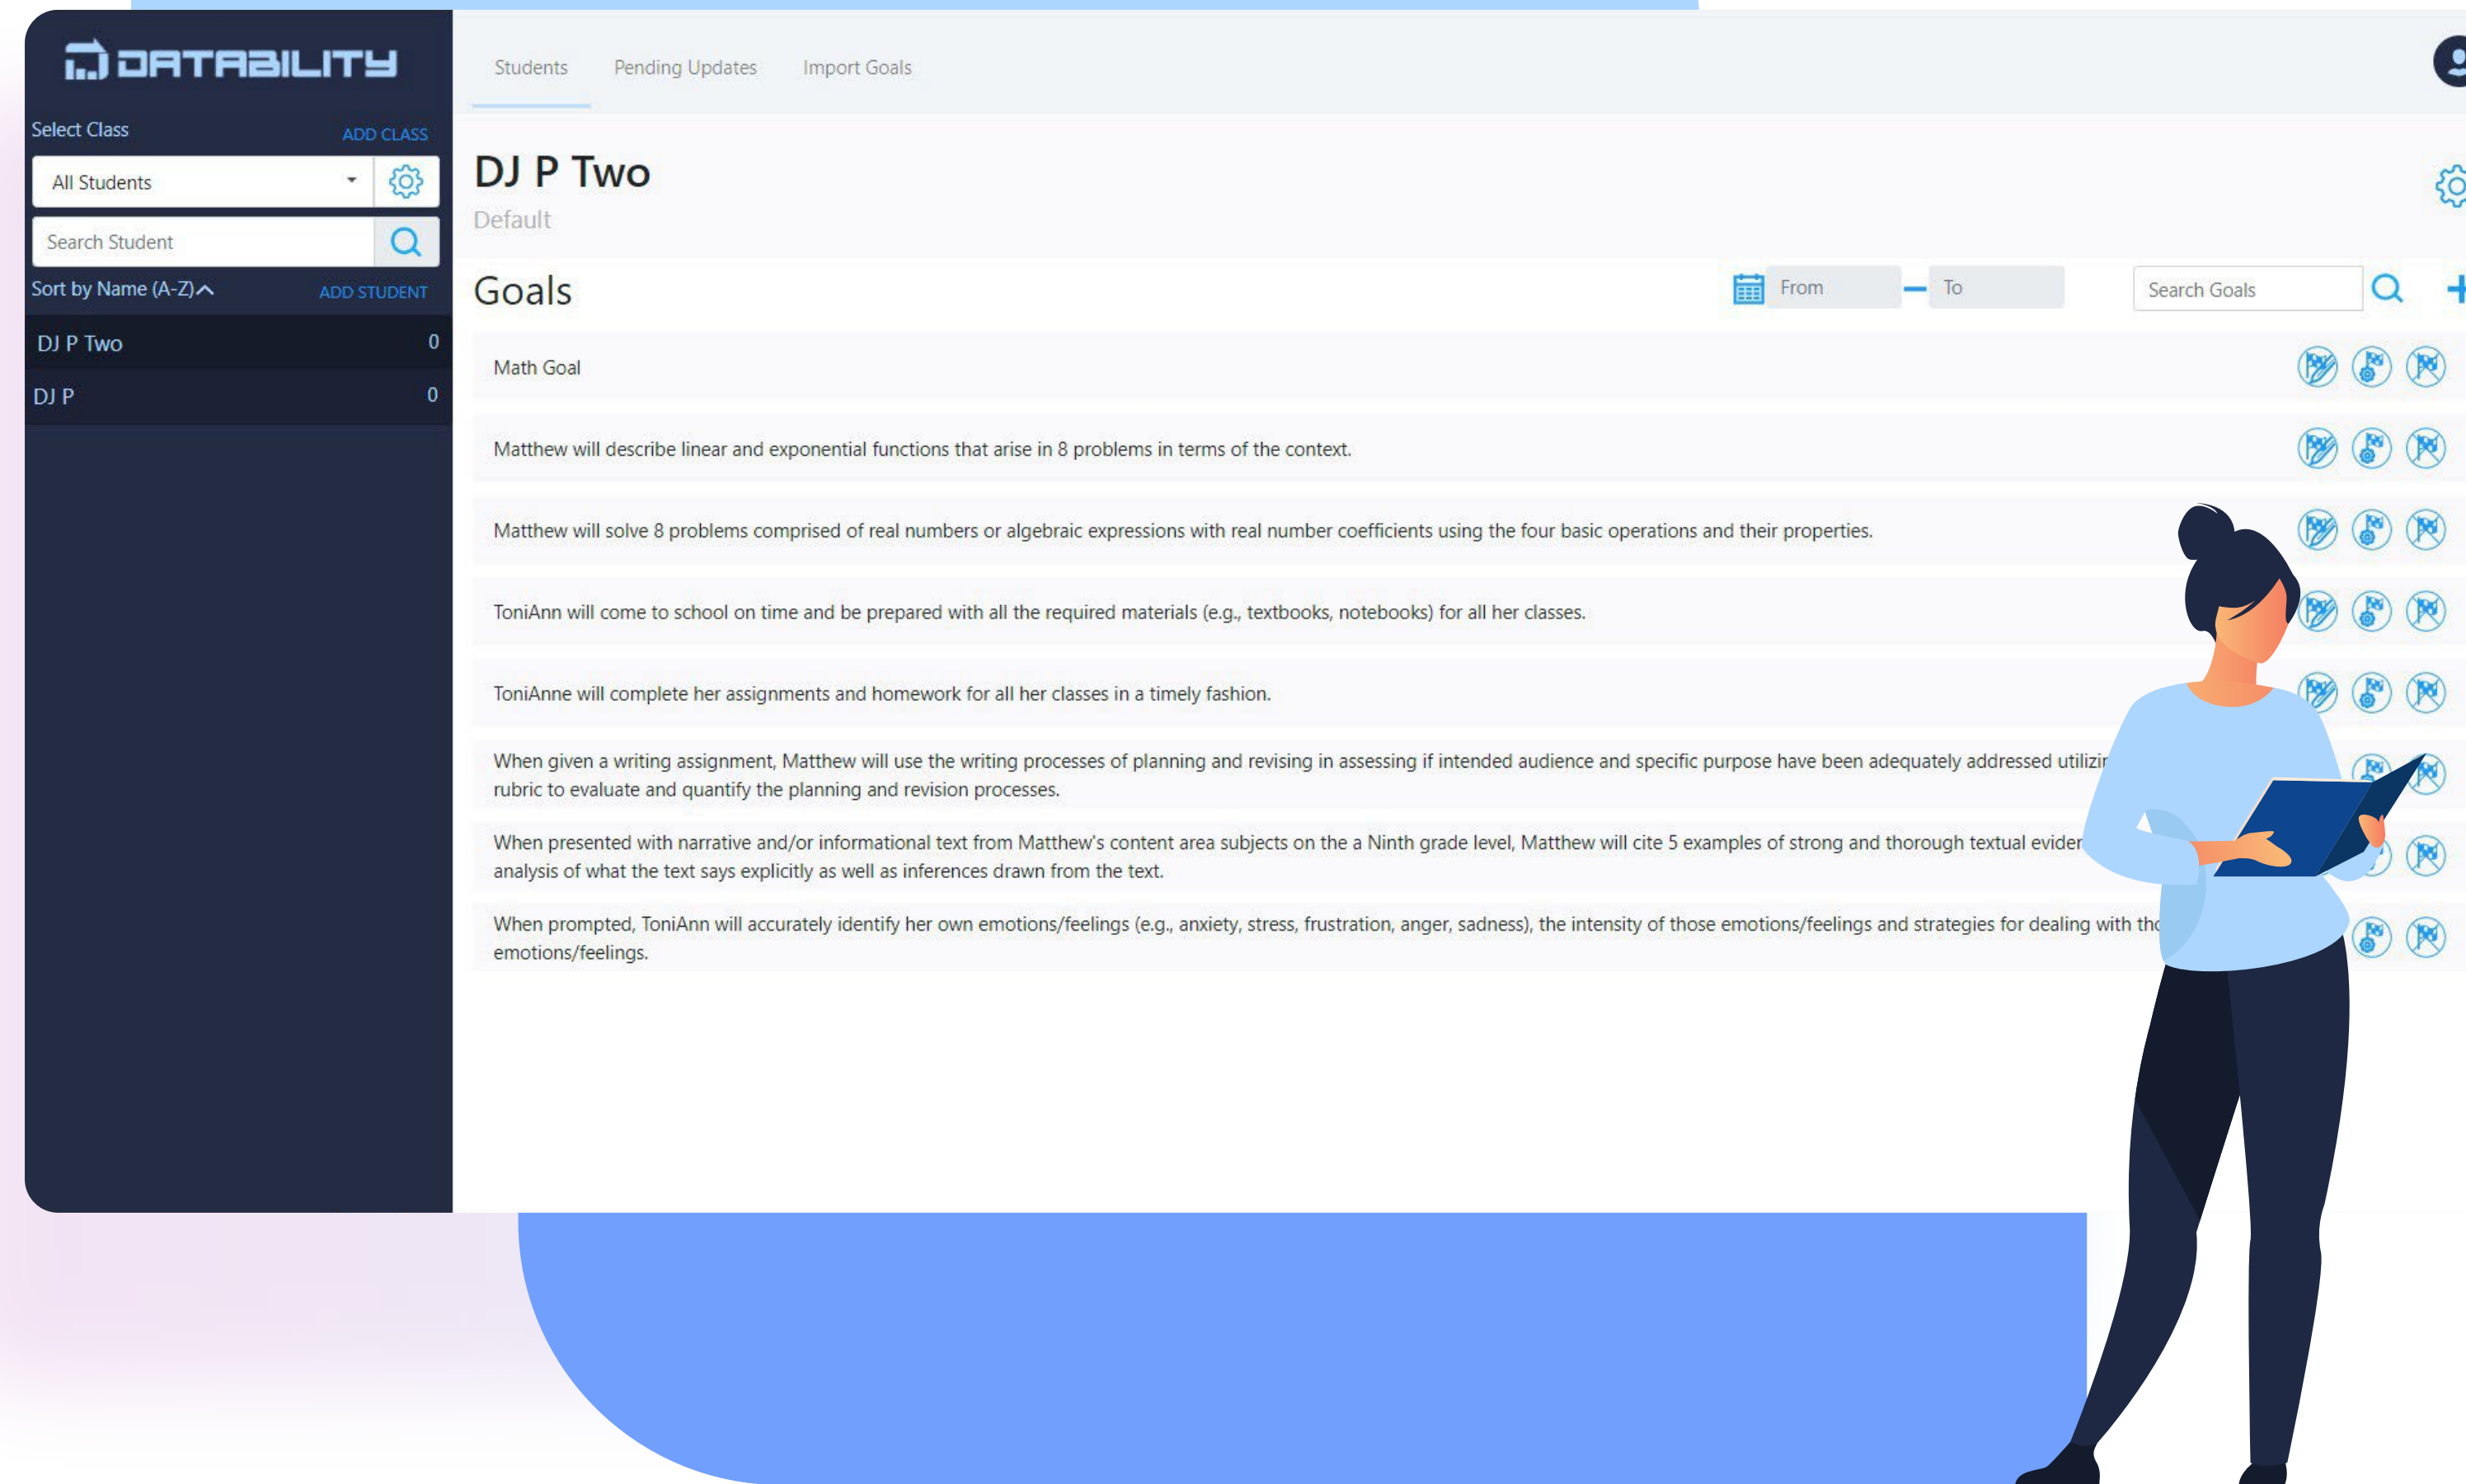 DATABILITY
Students Pending Updates Import Goals
Select Class ADD CLASS
All Students
Search Student
Sort by Name (A-Z) ADD STUDENT
DJ P Two 0
DJ P 0
DJ P Two
Default
Goals
From To Search Goals
Math Goal
Matthew will describe linear and exponential functions that arise in 8 problems in terms of the context.
Matthew will solve 8 problems comprised of real numbers or algebraic expressions with real number coefficients using the four basic operations and their properties.
ToniAnn will come to school on time and be prepared with all the required materials (e.g., textbooks, notebooks) for all her classes.
ToniAnne will complete her assignments and homework for all her classes in a timely fashion.
When given a writing assignment, Matthew will use the writing processes of planning and revising in assessing if intended audience and specific purpose have been adequately addressed
rubric to evaluate and quantify the planning and revision processes.
When presented with narrative and/or informational text from Matthew's content area subjects on the a Ninth grade level, Matthew will cite 5 examples of strong and thorough textual
analysis of what the text says explicitly as well as inferences drawn from the text.
When prompted, ToniAnn will accurately identify her own emotions/feelings (e.g., anxiety, stress, frustration, anger, sadness), the intensity of those emotions/feelings and strategies for dealing with
emotions/feelings.